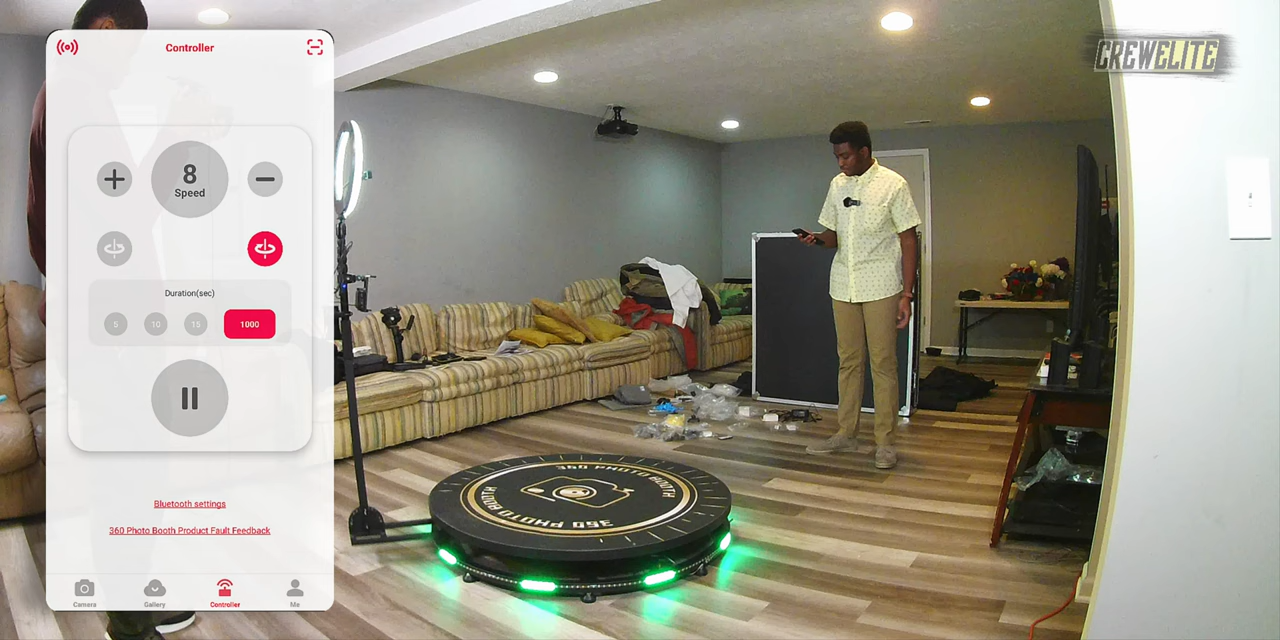 Controller
CREWELITE
8
Speed
Duration(sec)
5
10
15
1000
Bluetooth settings
360 Photo Booth Product Fault Feedback
Camera
Gallery
Controller
Me
360 PHOTO BOOTH
360 PHOTO BOOTH